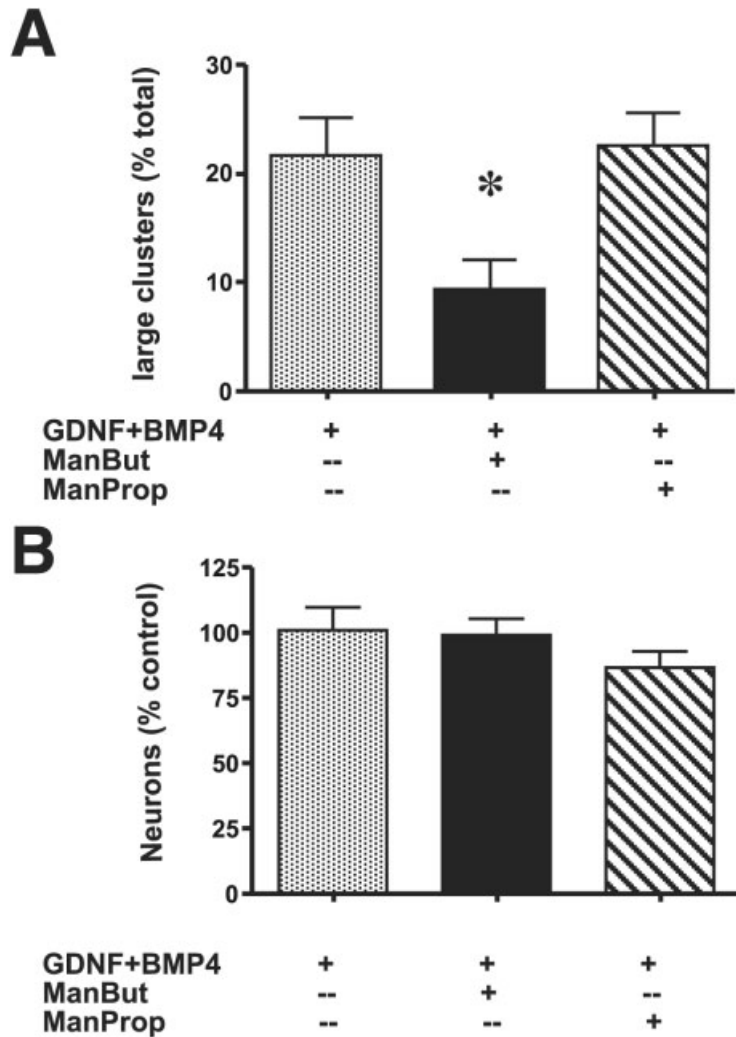 A
large clusters (% total)
30
20
10
0
*
GDNF+BMP4 + + +
ManBut -- + --
ManProp -- -- +
B
Neurons (% control)
125
100
75
50
25
0
GDNF+BMP4 + + +
ManBut -- + --
ManProp -- -- +